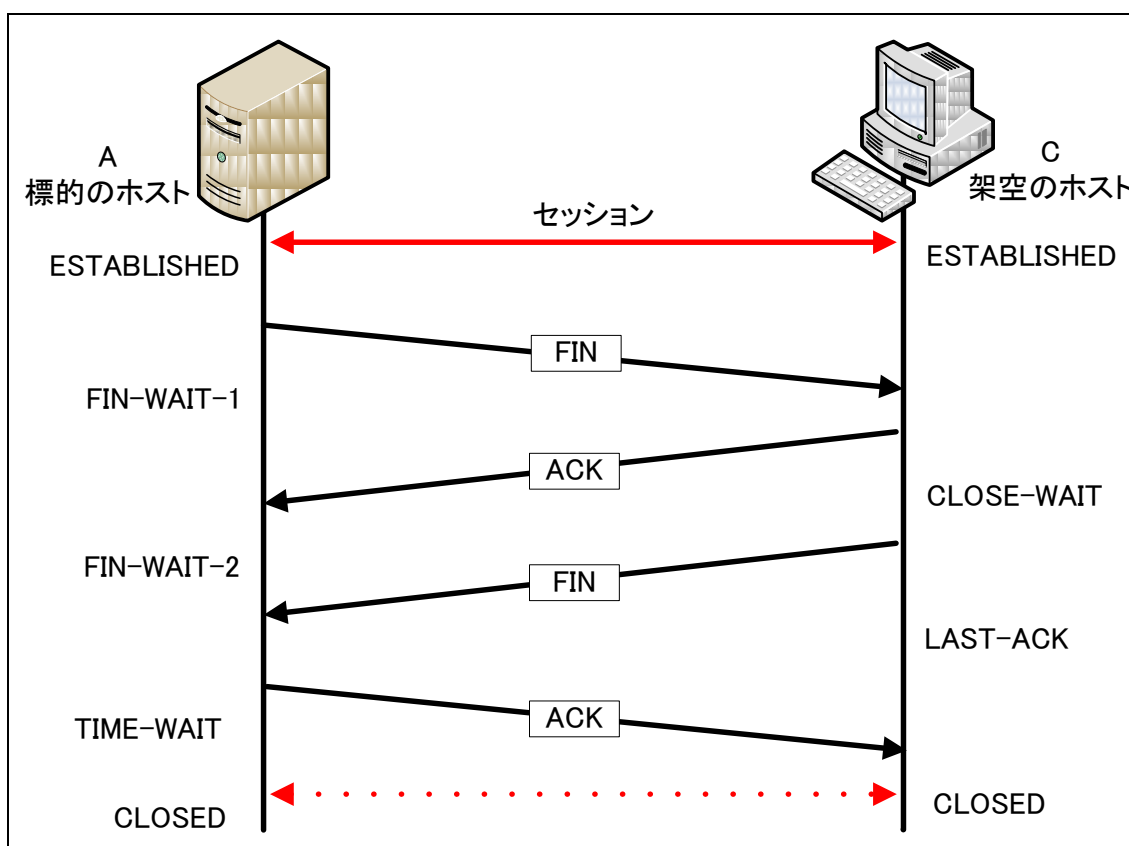 A
標的のホスト
C
架空のホスト
セッション
ESTABLISHED
ESTABLISHED
FIN
FIN-WAIT-1
ACK
CLOSE-WAIT
FIN-WAIT-2
FIN
LAST-ACK
ACK
TIME-WAIT
CLOSED
CLOSED